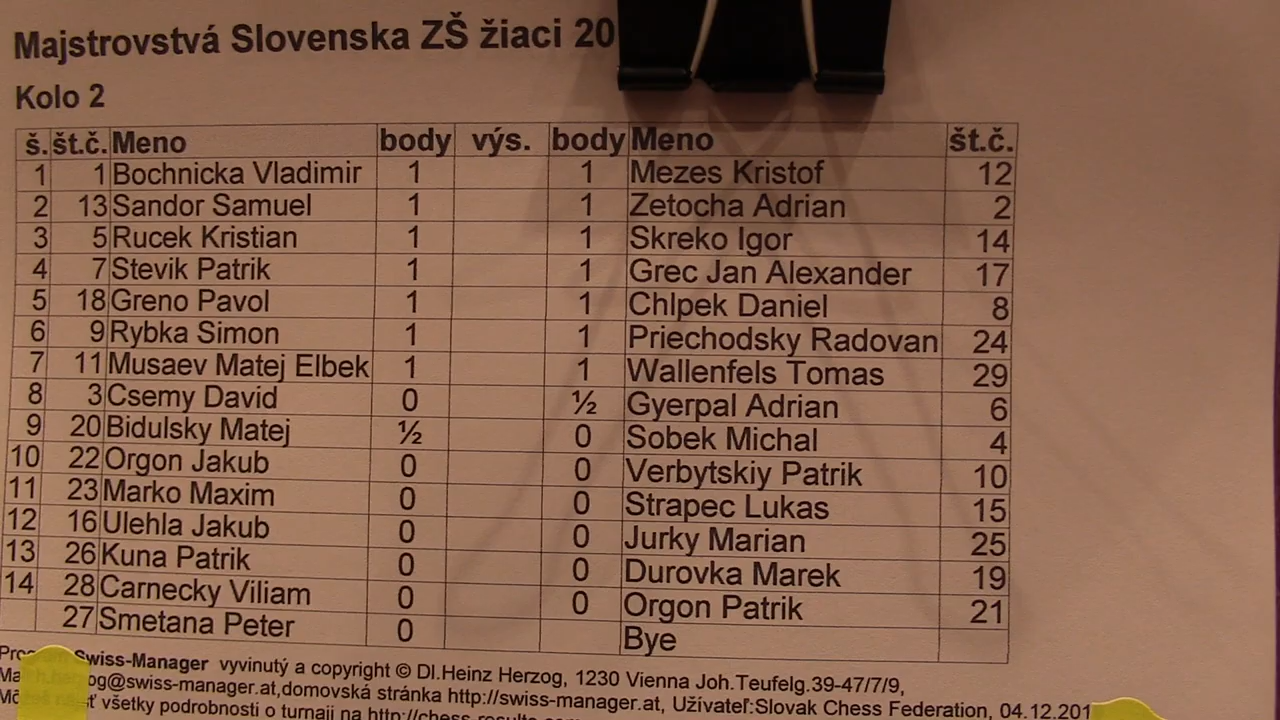 Majstrovstvá Slovenska ZŠ žiaci 20
Kolo 2
š. št.č. Meno body výs. body Meno št.č.
1 1 Bochnicka Vladimir 1 1 Mezes Kristof 12
2 13 Sandor Samuel 1 1 Zetocha Adrian 2
3 5 Rucek Kristian 1 1 Skreko Igor 14
4 7 Stevik Patrik 1 1 Grec Jan Alexander 17
5 18 Greno Pavol 1 1 Chlpek Daniel 8
6 9 Rybka Simon 1 1 Priechodsky Radovan 24
7 11 Musaev Matej Elbek 1 1 Wallenfels Tomas 29
8 3 Csemy David 0 ½ Gyerpal Adrian 6
9 20 Bidulsky Matej ½ 0 Sobek Michal 4
10 22 Orgon Jakub 0 0 Verbytskiy Patrik 10
11 23 Marko Maxim 0 0 Strapec Lukas 15
12 16 Ulehla Jakub 0 0 Jurky Marian 25
13 26 Kuna Patrik 0 0 Durovka Marek 19
14 28 Carnecky Viliam 0 0 Orgon Patrik 21
27 Smetana Peter 0 Bye
Swiss-Manager vyvinutý a copyright © DI.Heinz Herzog, 1230 Vienna Joh.Teufelg.39-47/7/9,
h.herzog@swiss-manager.at,domovská stránka http://swiss-manager.at, Užívateľ:Slovak Chess Federation, 04.12.201
všetky podrobnosti o turnaji na http://chess-results